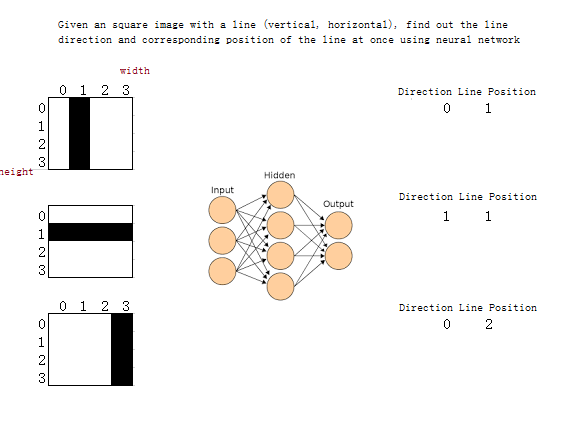 Given an square image with a line (vertical, horizontal), find out the line
direction and corresponding position of the line at once using neural network
width
0 1 2 3
0
1
2
3
height
Direction Line Position
0 1
Input
Hidden
Output
0
1
2
3
Direction Line Position
1 1
0 1 2 3
0
1
2
3
Direction Line Position
0 2